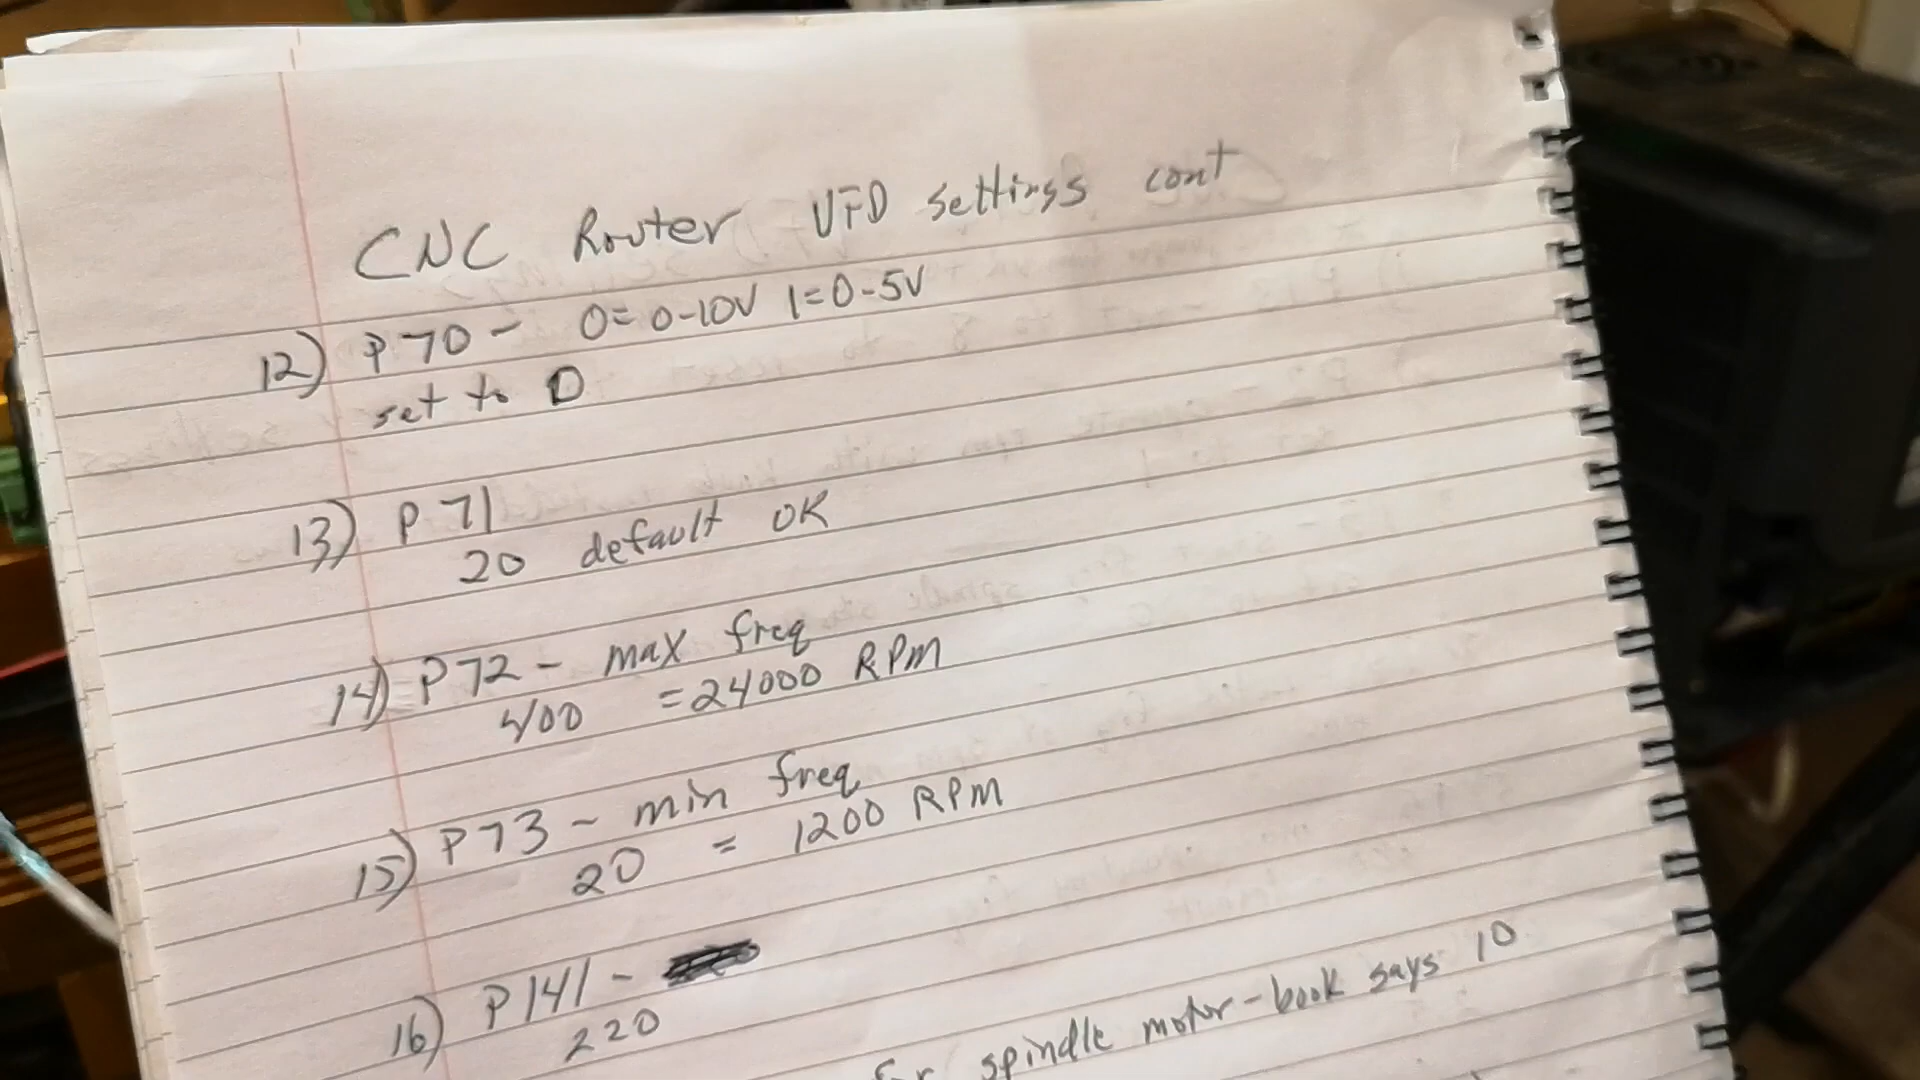 CNC Router VFD settings cont
12) P70 - 0=0-10V 1=0-5V
set to 0
13) P71
20 default OK
14) P72 - max freq
400 =24000 RPM
15) P73 - min freq
20 = 1200 RPM
16) P141 -
220
for spindle motor - book says 10